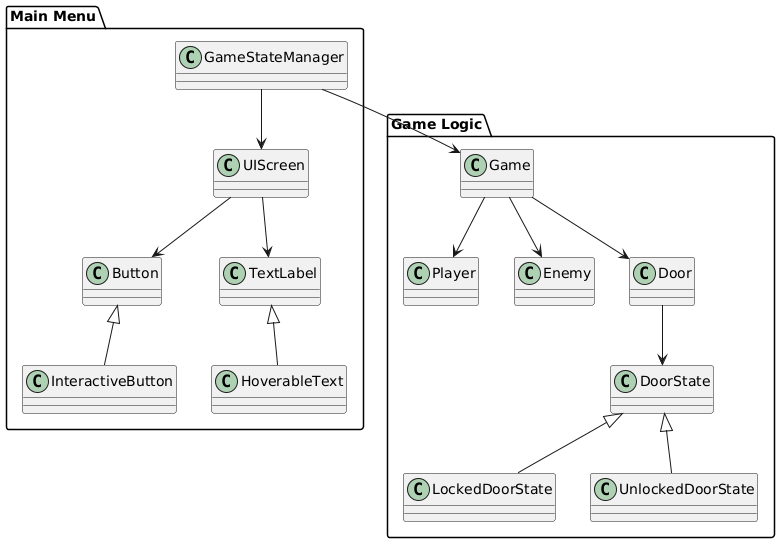 Main Menu
C GameStateManager
Game Logic
C UIScreen
C Game
C Button
C TextLabel
C Player
C Enemy
C Door
C InteractiveButton
C HoverableText
C DoorState
C LockedDoorState
C UnlockedDoorState